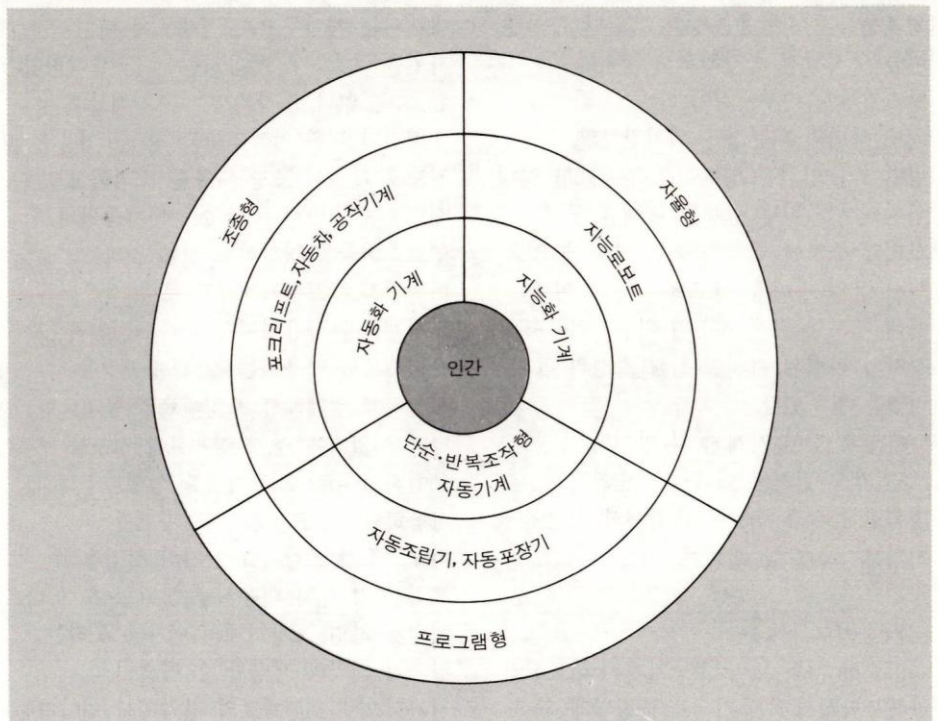 조종형
포크리프트, 자동차, 공작기계
자동화 기계
자율형
지능로보트
지능화 기계
인간
단순·반복조작형
자동기계
자동조립기, 자동포장기
프로그램형